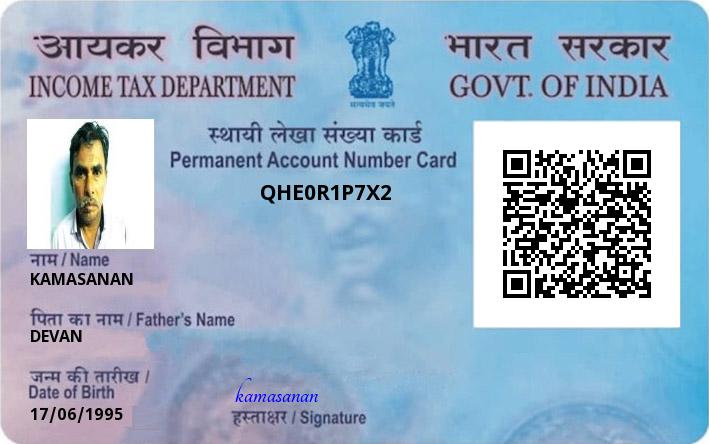 आयकर विभाग
INCOME TAX DEPARTMENT
सत्यमेव जयते
भारत सरकार
GOVT. OF INDIA
स्थायी लेखा संख्या कार्ड
Permanent Account Number Card
QHE0R1P7X2
नाम / Name
KAMASANAN
पिता का नाम / Father's Name
DEVAN
जन्म की तारीख /
Date of Birth
17/06/1995
kamasanan
हस्ताक्षर / Signature